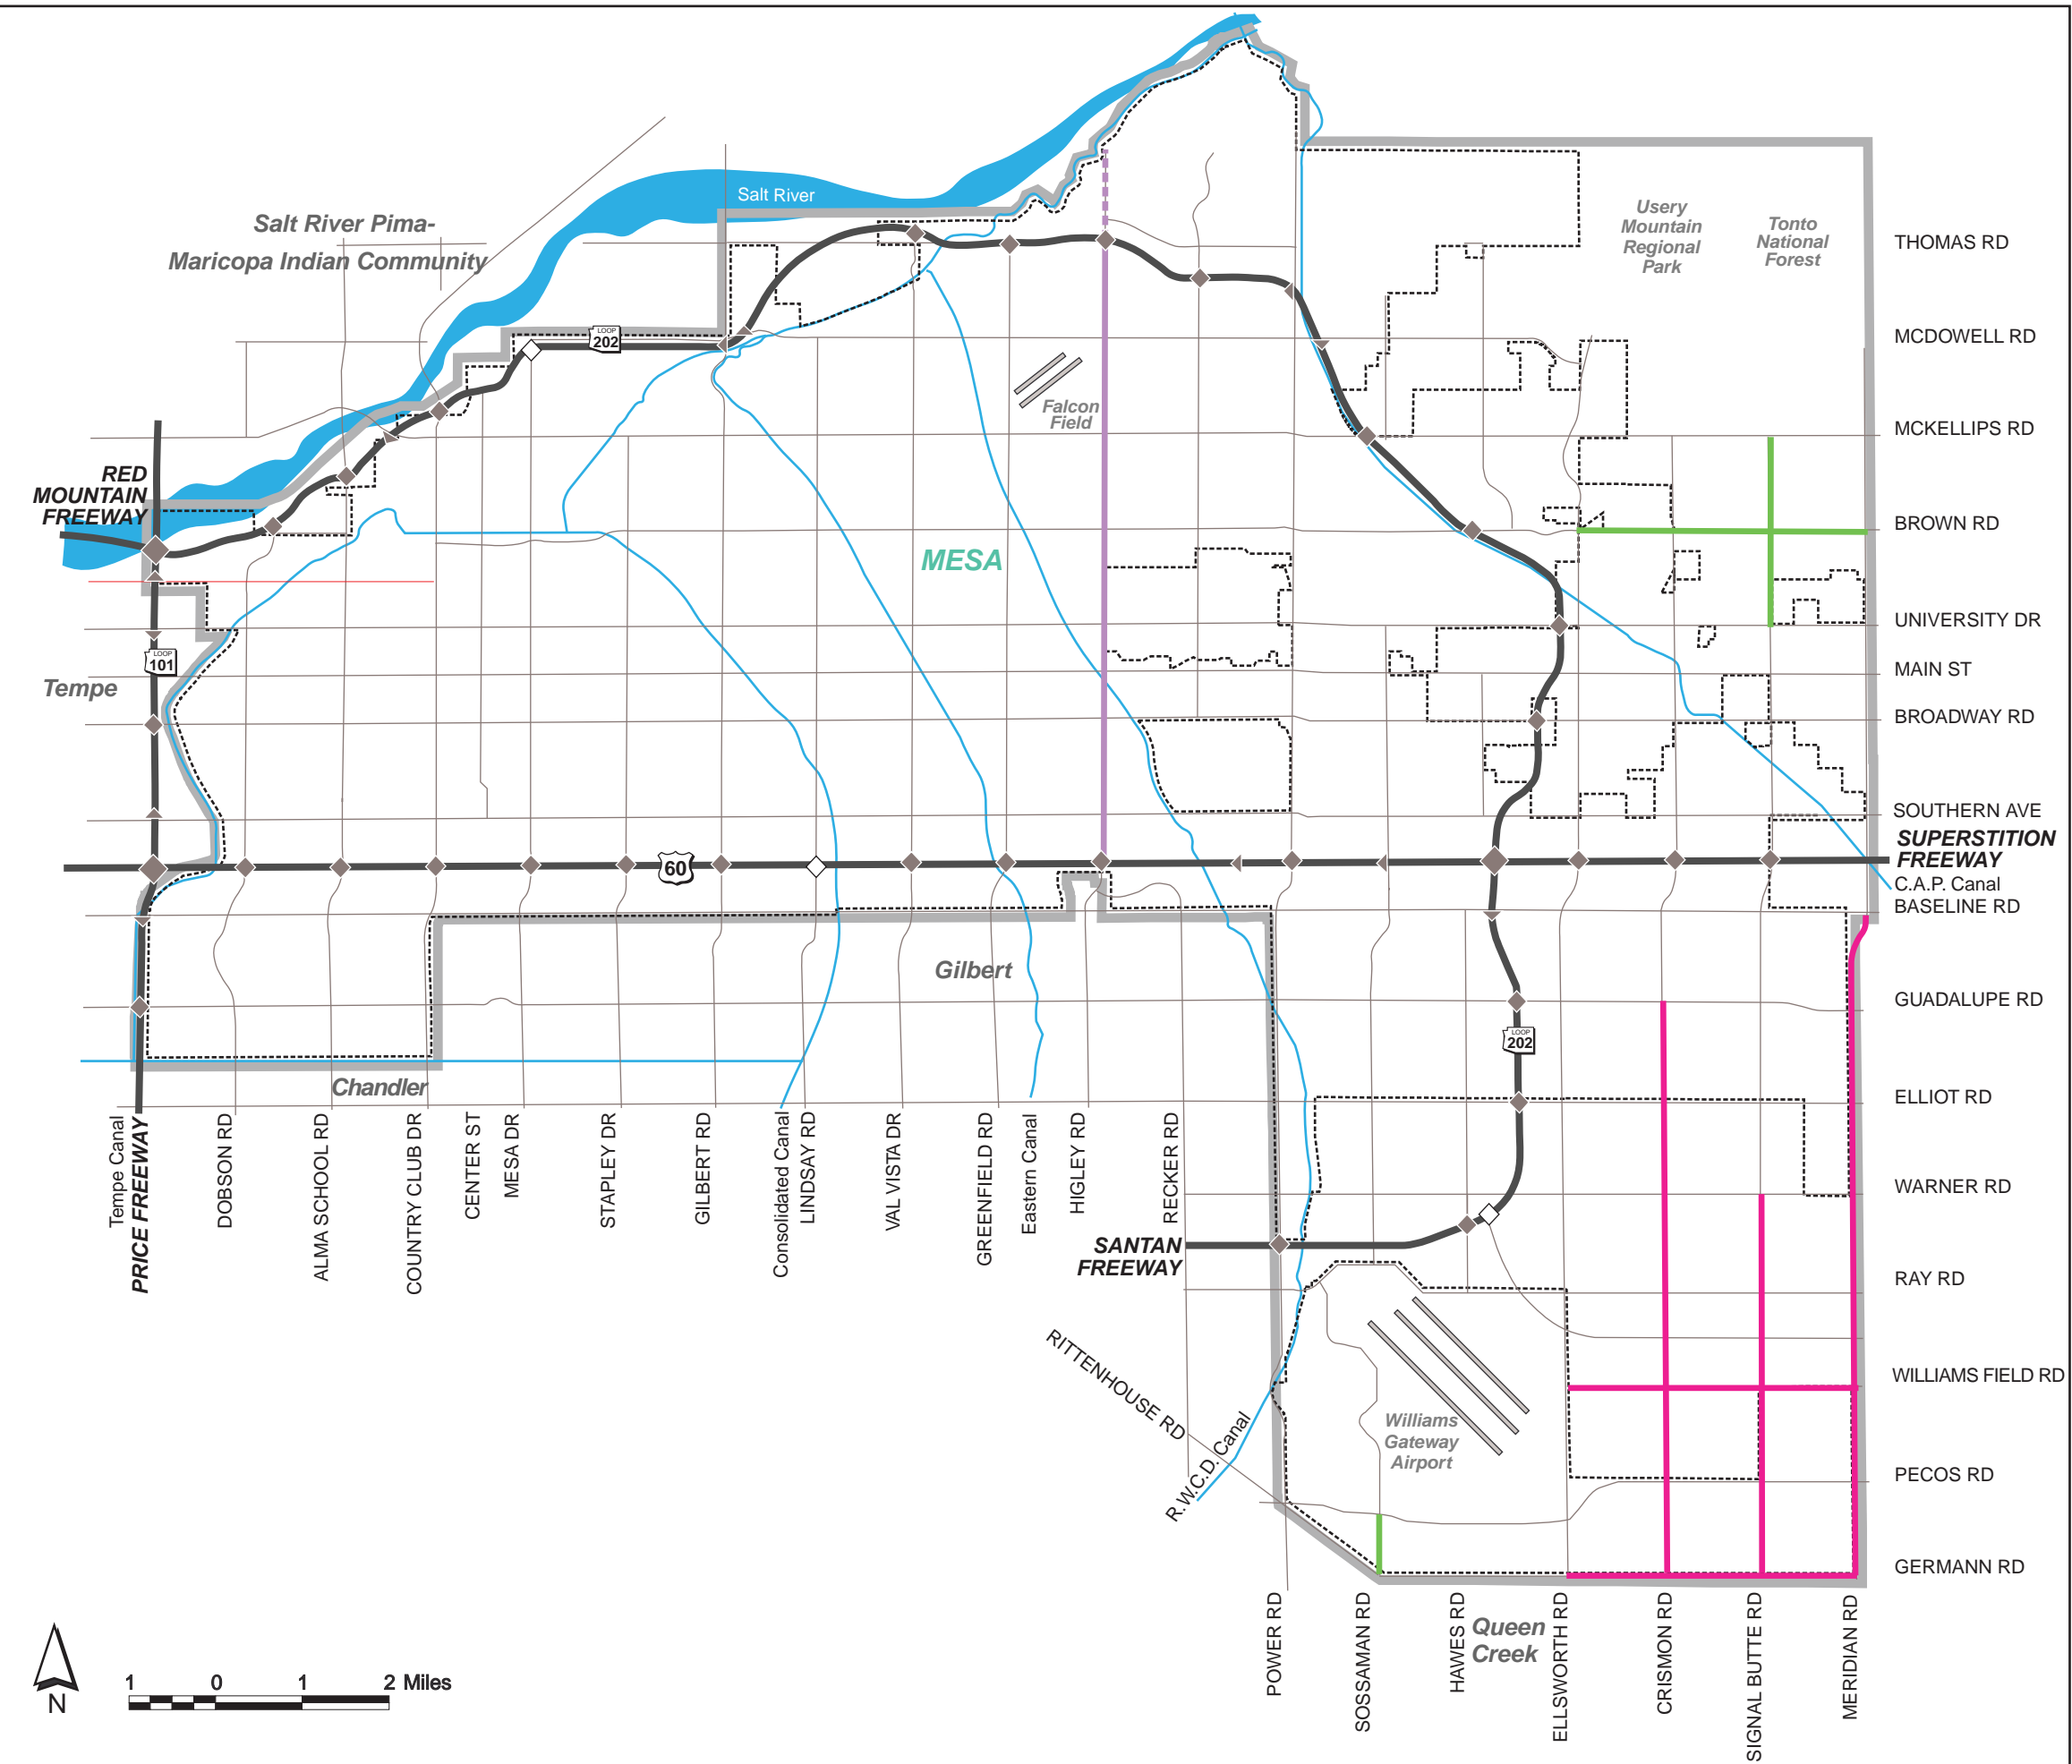 Salt River
Salt River Pima-
Maricopa Indian Community
Usery
Mountain
Regional
Park
Tonto
National
Forest
THOMAS RD
LOOP
202
MCDOWELL RD
Falcon
Field
MCKELLIPS RD
RED
MOUNTAIN
FREEWAY
BROWN RD
MESA
UNIVERSITY DR
LOOP
101
Tempe
MAIN ST
BROADWAY RD
SOUTHERN AVE
SUPERSTITION
FREEWAY
60
C.A.P. Canal
BASELINE RD
Gilbert
GUADALUPE RD
LOOP
202
Chandler
ELLIOT RD
Tempe Canal
PRICE FREEWAY
DOBSON RD
ALMA SCHOOL RD
COUNTRY CLUB DR
CENTER ST
MESA DR
STAPLEY DR
GILBERT RD
Consolidated Canal
LINDSAY RD
VAL VISTA DR
GREENFIELD RD
Eastern Canal
HIGLEY RD
RECKER RD
WARNER RD
SANTAN
FREEWAY
RAY RD
RITTENHOUSE RD
WILLIAMS FIELD RD
R.W.C.D. Canal
Williams
Gateway
Airport
PECOS RD
GERMANN RD
POWER RD
SOSSAMAN RD
HAWES RD
Queen
Creek
ELLSWORTH RD
CRISMON RD
SIGNAL BUTTE RD
MERIDIAN RD
N
1 0 1 2 Miles